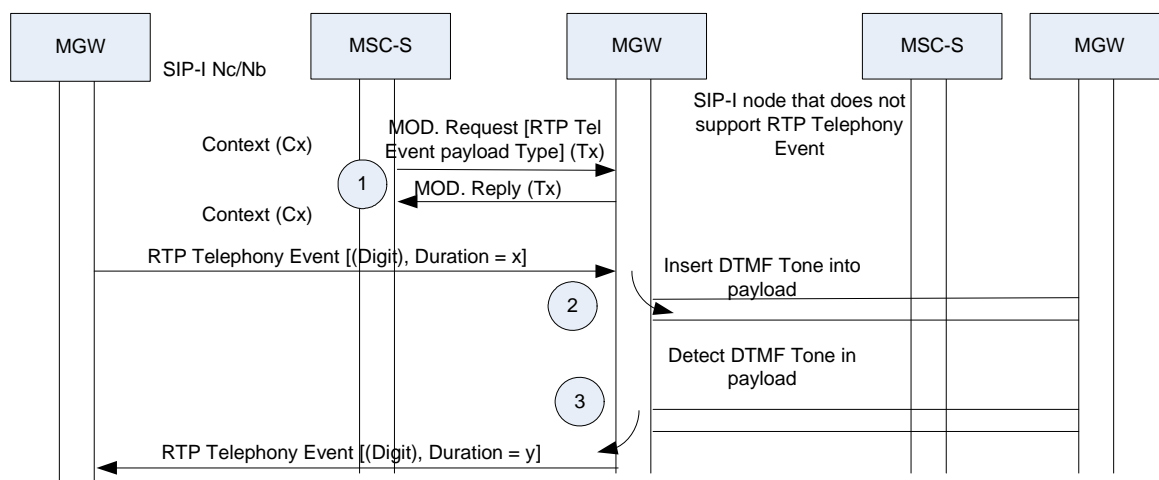 MGW
MSC-S
MGW
MSC-S
MGW
SIP-I Nc/Nb
SIP-I node that does not
support RTP Telephony
Event
Context (Cx)
MOD. Request [RTP Tel
Event payload Type] (Tx)
1
MOD. Reply (Tx)
Context (Cx)
RTP Telephony Event [(Digit), Duration = x]
Insert DTMF Tone into
payload
2
Detect DTMF Tone in
payload
3
RTP Telephony Event [(Digit), Duration = y]